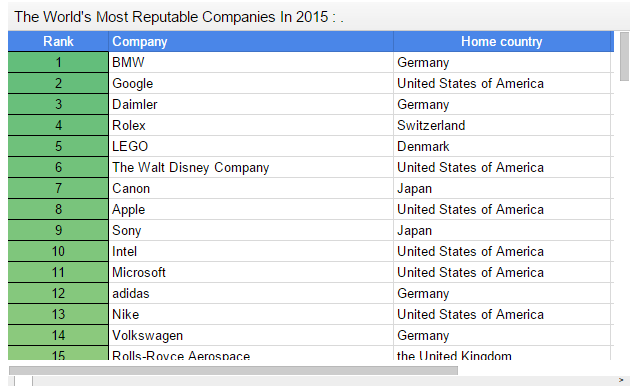 The World's Most Reputable Companies In 2015 : .
Rank Company Home country
1 BMW Germany
2 Google United States of America
3 Daimler Germany
4 Rolex Switzerland
5 LEGO Denmark
6 The Walt Disney Company United States of America
7 Canon Japan
8 Apple United States of America
9 Sony Japan
10 Intel United States of America
11 Microsoft United States of America
12 adidas Germany
13 Nike United States of America
14 Volkswagen Germany
15 Rolls-Royce Aerospace the United Kingdom